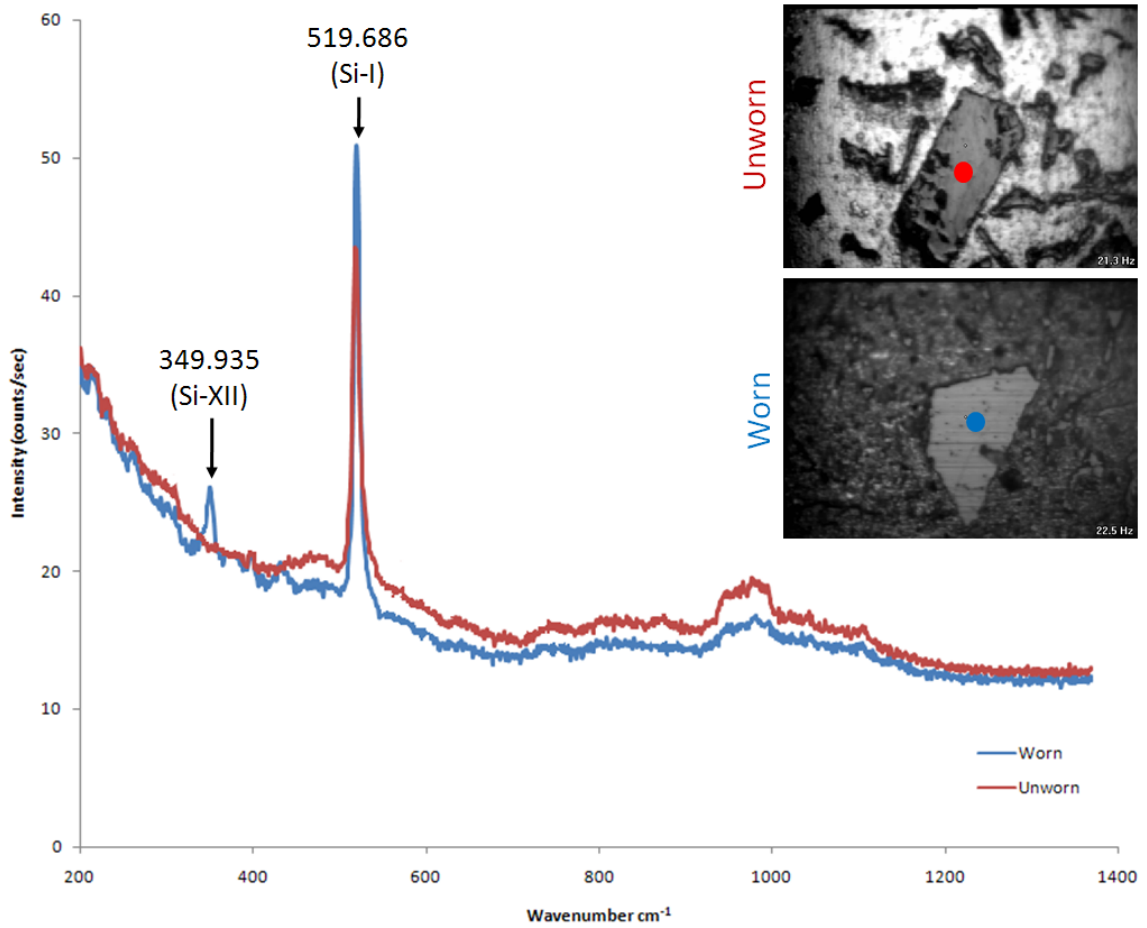 60
50
40
30
20
10
0
Intensity (counts/sec)
519.686
(Si-I)
349.935
(Si-XII)
Unworn
21.3 Hz
Worn
22.5 Hz
Worn
Unworn
200 400 600 800 1000 1200 1400
Wavenumber cm⁻¹